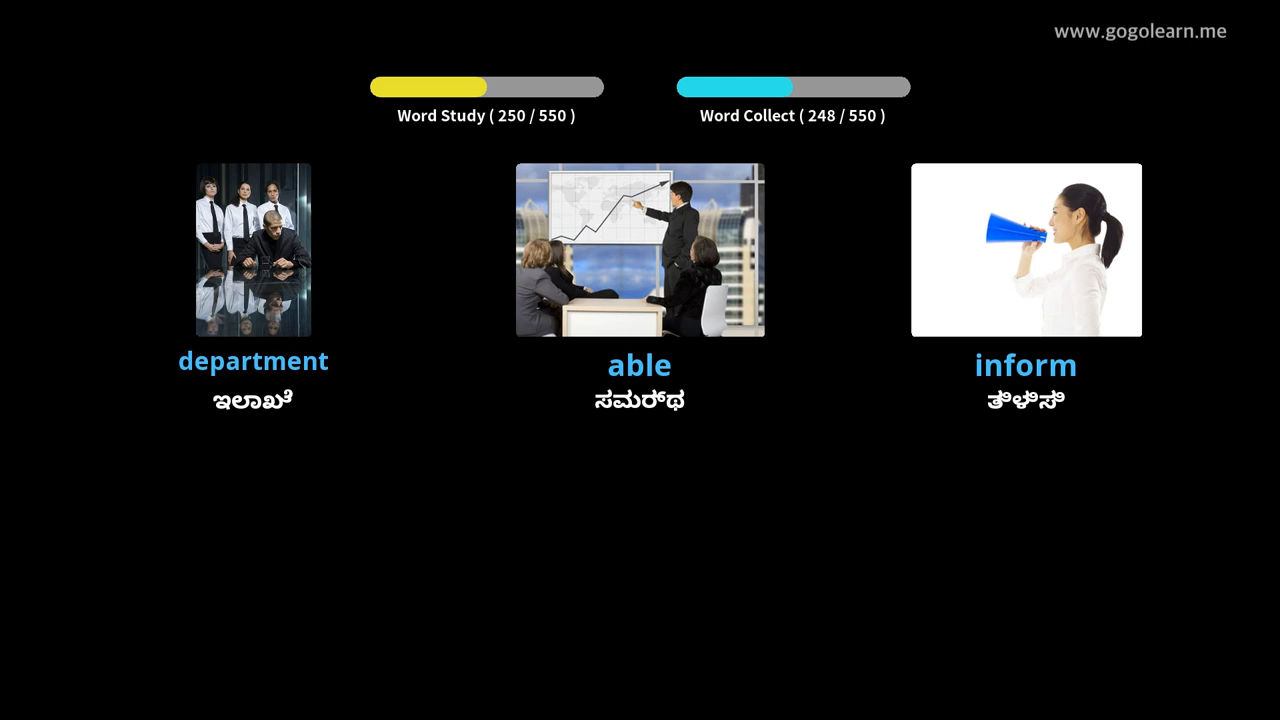 www.gogolearn.me
Word Study ( 250 / 550 )
Word Collect ( 248 / 550 )
department
able
inform
ಇಲಾಖೆ
ಸಮರ್ಥ
ತಿಳಿಸಿ